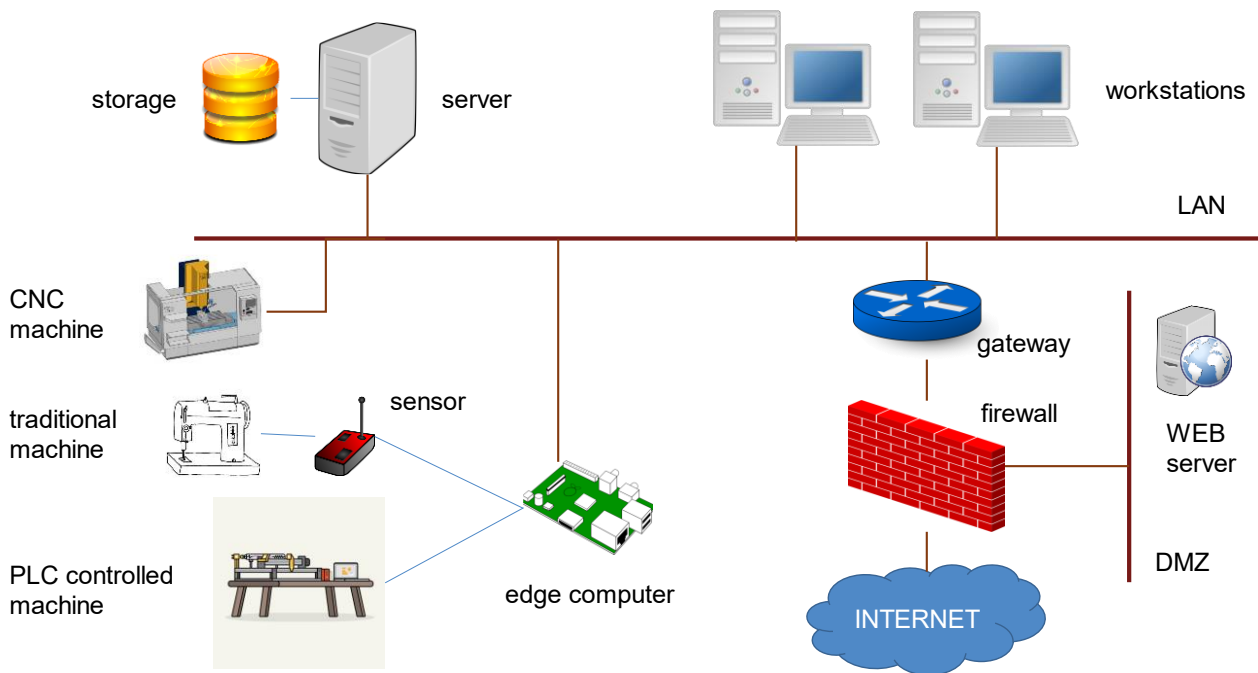 storage
server
workstations
LAN
CNC
machine
gateway
sensor
firewall
traditional
machine
WEB
server
PLC controlled
machine
edge computer
DMZ
INTERNET